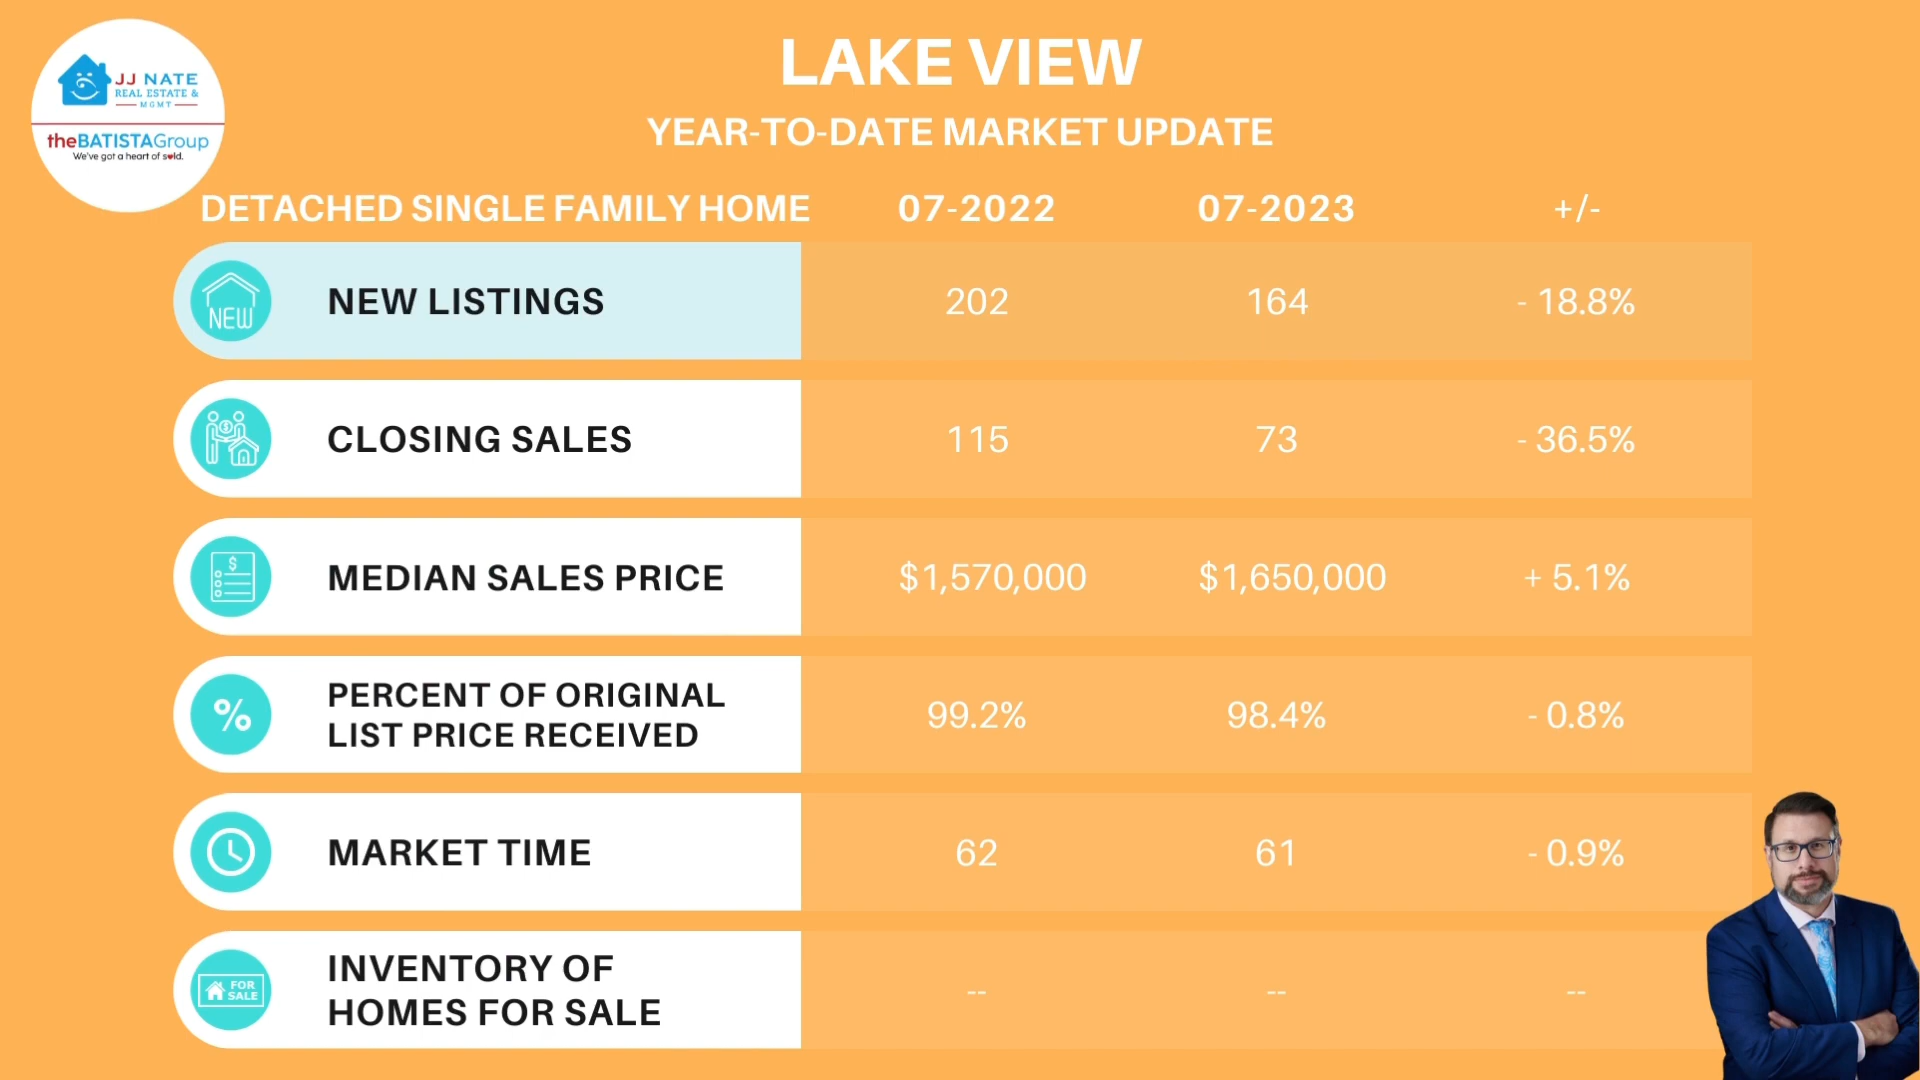 JJ NATE
REAL ESTATE &
MGMT
theBATISTAGroup
We've got a heart of sold.
LAKE VIEW
YEAR-TO-DATE MARKET UPDATE
DETACHED SINGLE FAMILY HOME 07-2022 07-2023 +/-
NEW
NEW LISTINGS 202 164 - 18.8%
$
CLOSING SALES 115 73 - 36.5%
$
MEDIAN SALES PRICE $1,570,000 $1,650,000 + 5.1%
%
PERCENT OF ORIGINAL
LIST PRICE RECEIVED 99.2% 98.4% - 0.8%
MARKET TIME 62 61 - 0.9%
FOR
SALE
INVENTORY OF
HOMES FOR SALE -- -- --